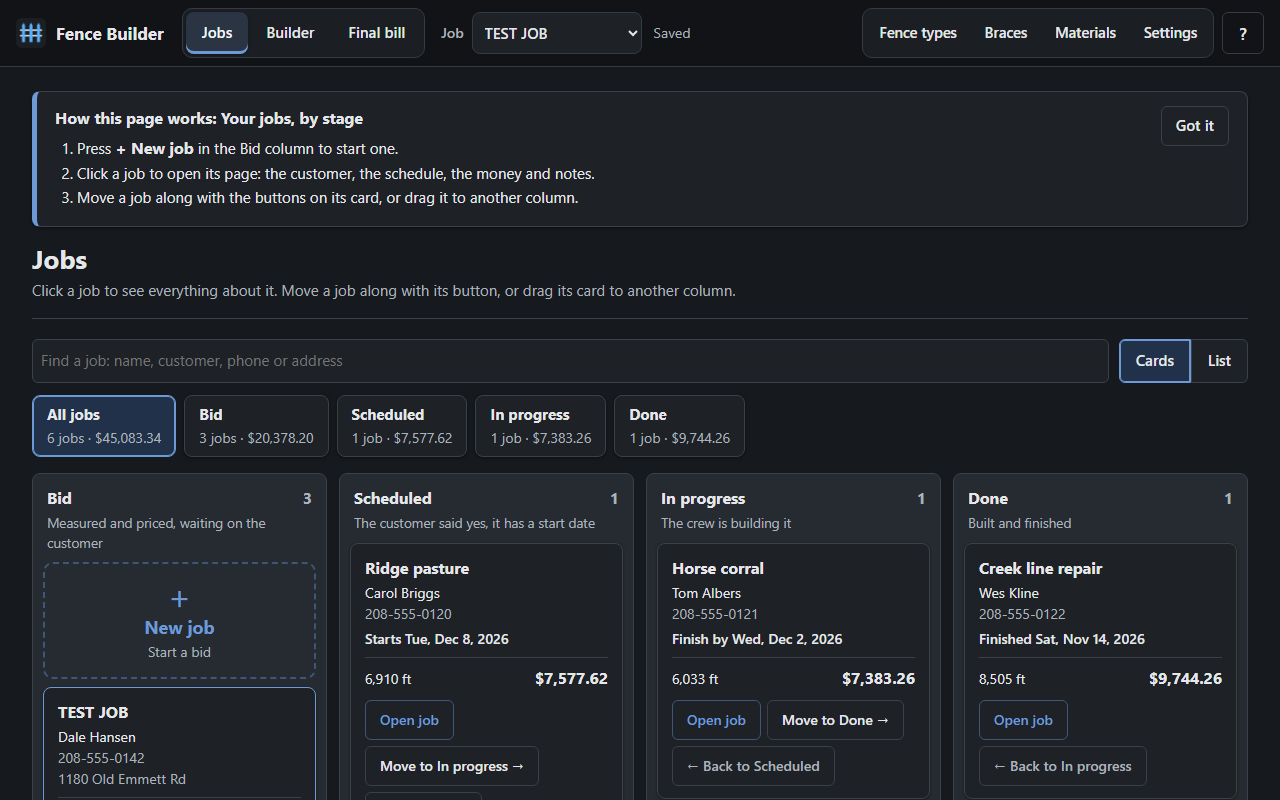 Fence Builder
Jobs
Builder
Final bill
Job
TEST JOB
Saved
Fence types
Braces
Materials
Settings
?
How this page works: Your jobs, by stage
Got it
1. Press + New job in the Bid column to start one.
2. Click a job to open its page: the customer, the schedule, the money and notes.
3. Move a job along with the buttons on its card, or drag it to another column.
Jobs
Click a job to see everything about it. Move a job along with its button, or drag its card to another column.
Find a job: name, customer, phone or address
Cards
List
All jobs
6 jobs · $45,083.34
Bid
3 jobs · $20,378.20
Scheduled
1 job · $7,577.62
In progress
1 job · $7,383.26
Done
1 job · $9,744.26
Bid
3
Measured and priced, waiting on the
customer
+
New job
Start a bid
TEST JOB
Dale Hansen
208-555-0142
1180 Old Emmett Rd
Scheduled
1
The customer said yes, it has a start date
Ridge pasture
Carol Briggs
208-555-0120
Starts Tue, Dec 8, 2026
6,910 ft
$7,577.62
Open job
Move to In progress →
In progress
1
The crew is building it
Horse corral
Tom Albers
208-555-0121
Finish by Wed, Dec 2, 2026
6,033 ft
$7,383.26
Open job
Move to Done →
← Back to Scheduled
Done
1
Built and finished
Creek line repair
Wes Kline
208-555-0122
Finished Sat, Nov 14, 2026
8,505 ft
$9,744.26
Open job
← Back to In progress